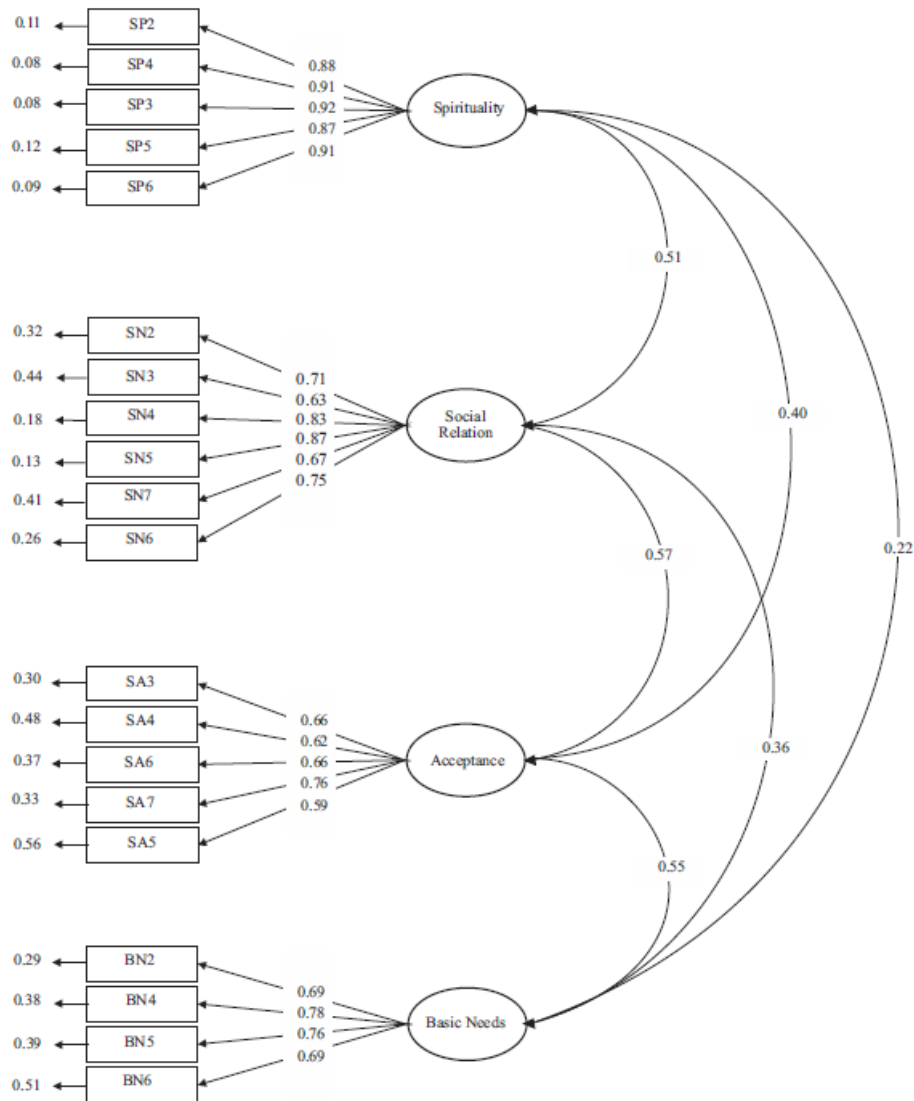 0.11 SP2
0.08 SP4
0.08 SP3
0.12 SP5
0.09 SP6
0.88
0.91
0.92
0.87
0.91
Spirituality
0.51
0.32 SN2
0.44 SN3
0.18 SN4
0.13 SN5
0.41 SN7
0.26 SN6
0.71
0.63
0.83
0.87
0.67
0.75
Social
Relation
0.40
0.57
0.22
0.30 SA3
0.48 SA4
0.37 SA6
0.33 SA7
0.56 SA5
0.66
0.62
0.66
0.76
0.59
Acceptance
0.36
0.55
0.29 BN2
0.38 BN4
0.39 BN5
0.51 BN6
0.69
0.78
0.76
0.69
Basic Needs